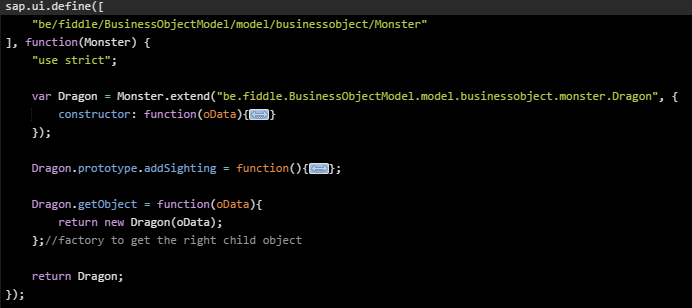 sap.ui.define([
    "be/fiddle/BusinessObjectModel/model/businessobject/Monster"
], function(Monster) {
    "use strict";
    var Dragon = Monster.extend("be.fiddle.BusinessObjectModel.model.businessobject.monster.Dragon", {
        constructor: function(oData){}
    });
    Dragon.prototype.addSighting = function(){};
    Dragon.getObject = function(oData){
        return new Dragon(oData);
    };//factory to get the right child object
    return Dragon;
});